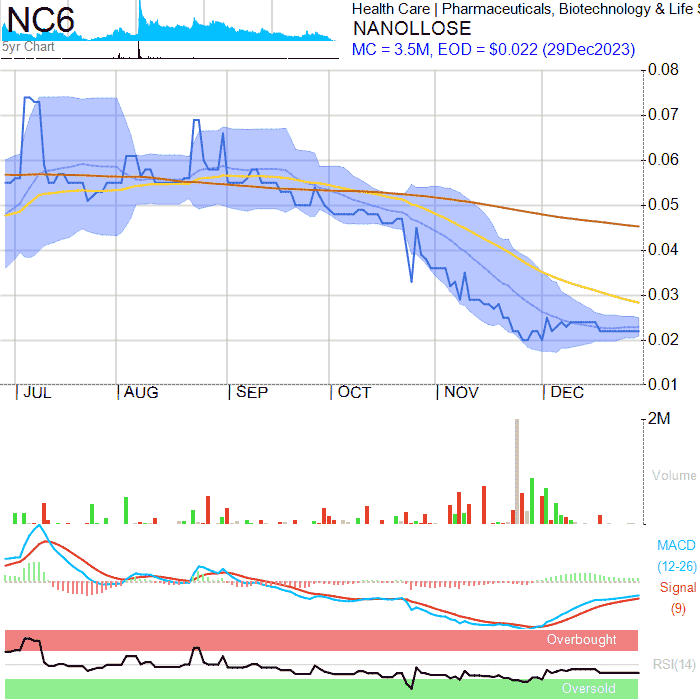 NC6
5yr Chart
Health Care | Pharmaceuticals, Biotechnology & Life S
NANOLLOSE
MC = 3.5M, EOD = $0.022 (29Dec2023)
0.08
0.07
0.06
0.05
0.04
0.03
0.02
0.01
JUL AUG SEP OCT NOV DEC
2M
Volume
MACD
(12-26)
Signal
(9)
Overbought
RSI(14)
Oversold